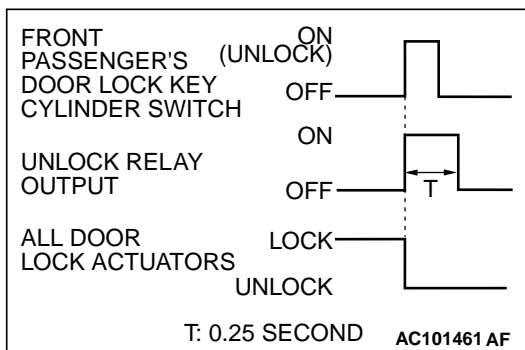 FRONT
PASSENGER'S
DOOR LOCK KEY
CYLINDER SWITCH
ON
(UNLOCK)
OFF
UNLOCK RELAY
OUTPUT
ON
OFF
T
ALL DOOR
LOCK ACTUATORS
LOCK
UNLOCK
T: 0.25 SECOND
AC101461 AF